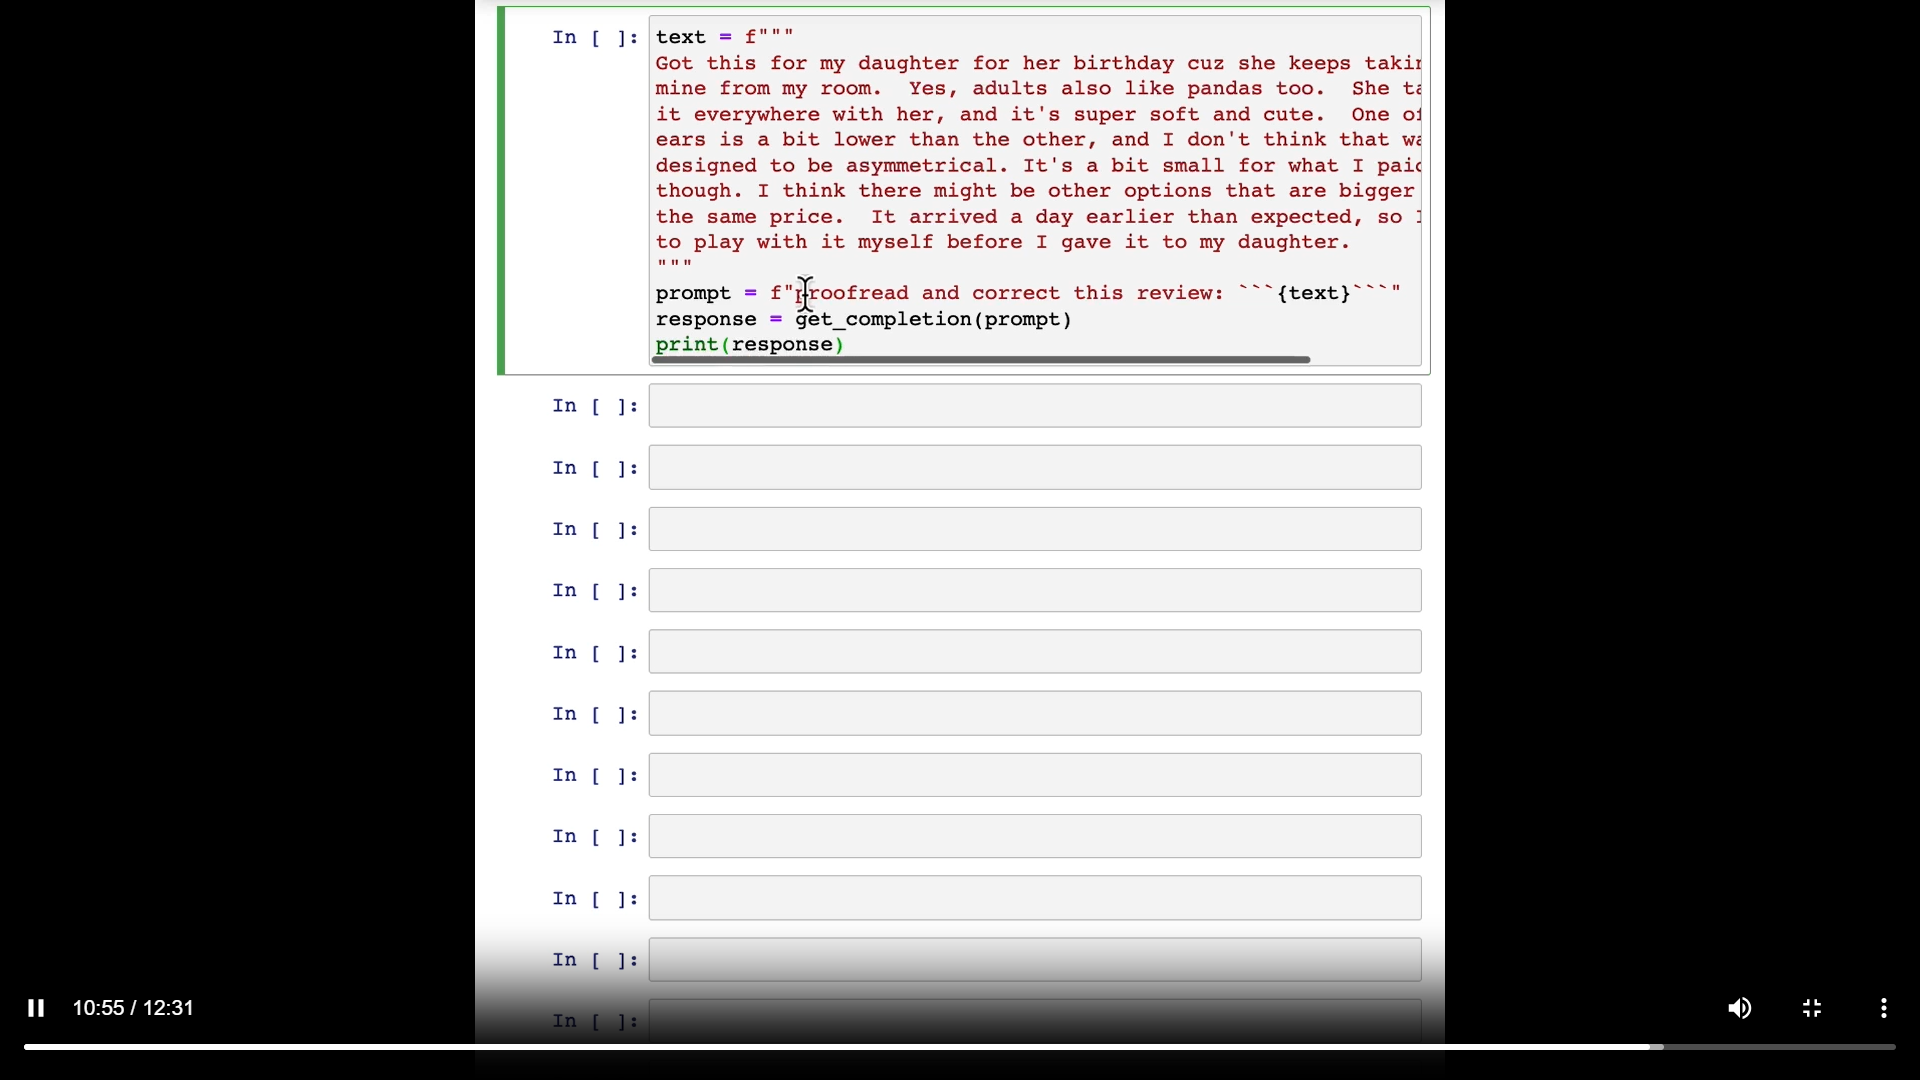 In [ ]: text = f"""
Got this for my daughter for her birthday cuz she keeps
mine from my room.  Yes, adults also like pandas too.  She
it everywhere with her, and it's super soft and cute.  One
ears is a bit lower than the other, and I don't think that
designed to be asymmetrical. It's a bit small for what I
though. I think there might be other options that are bigger
the same price.  It arrived a day earlier than expected, so
to play with it myself before I gave it to my daughter.
"""
prompt = f"proofread and correct this review: ```{text}```"
response = get_completion(prompt)
print(response)
In [ ]:
In [ ]:
In [ ]:
In [ ]:
In [ ]:
In [ ]:
In [ ]:
In [ ]:
In [ ]:
In [ ]:
In [ ]:
10:55 / 12:31